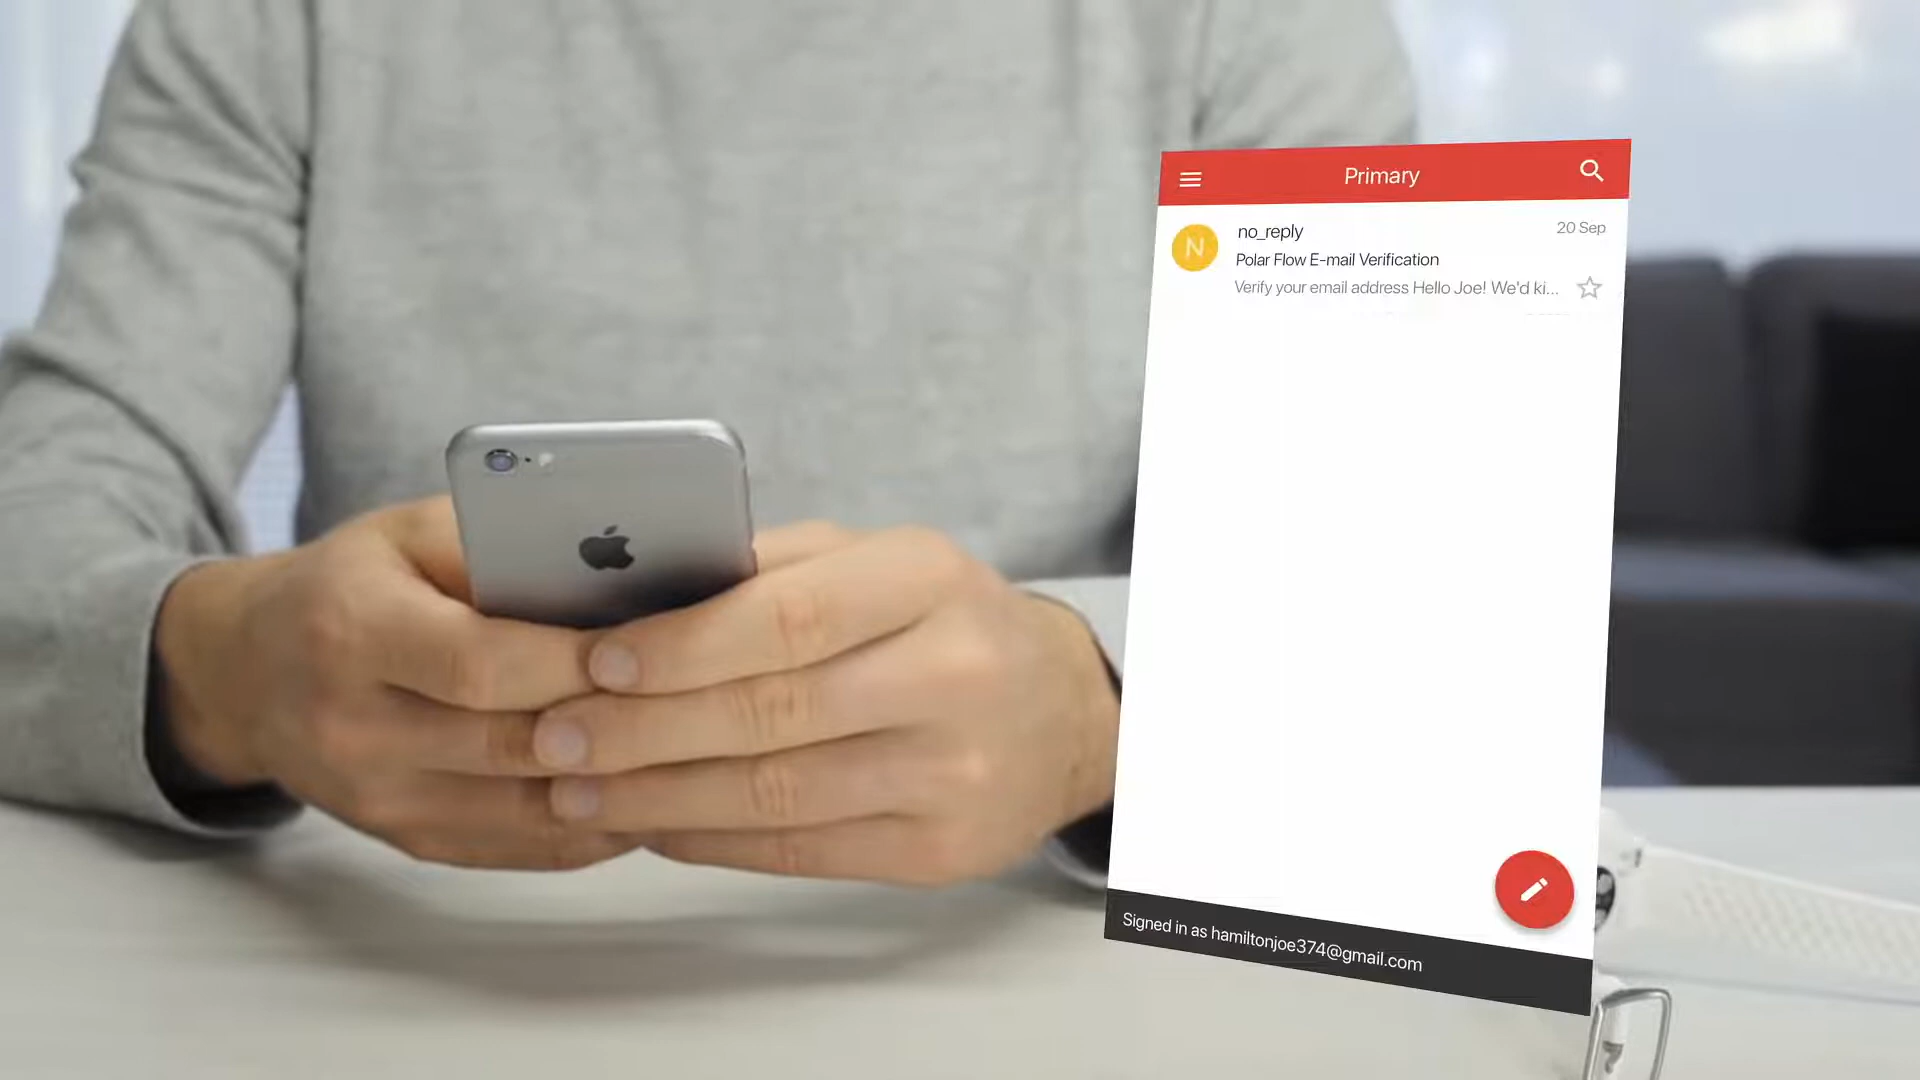 Primary
no_reply
20 Sep
Polar Flow E-mail Verification
Verify your email address Hello Joe! We'd ki...
N
Signed in as hamiltonjoe374@gmail.com